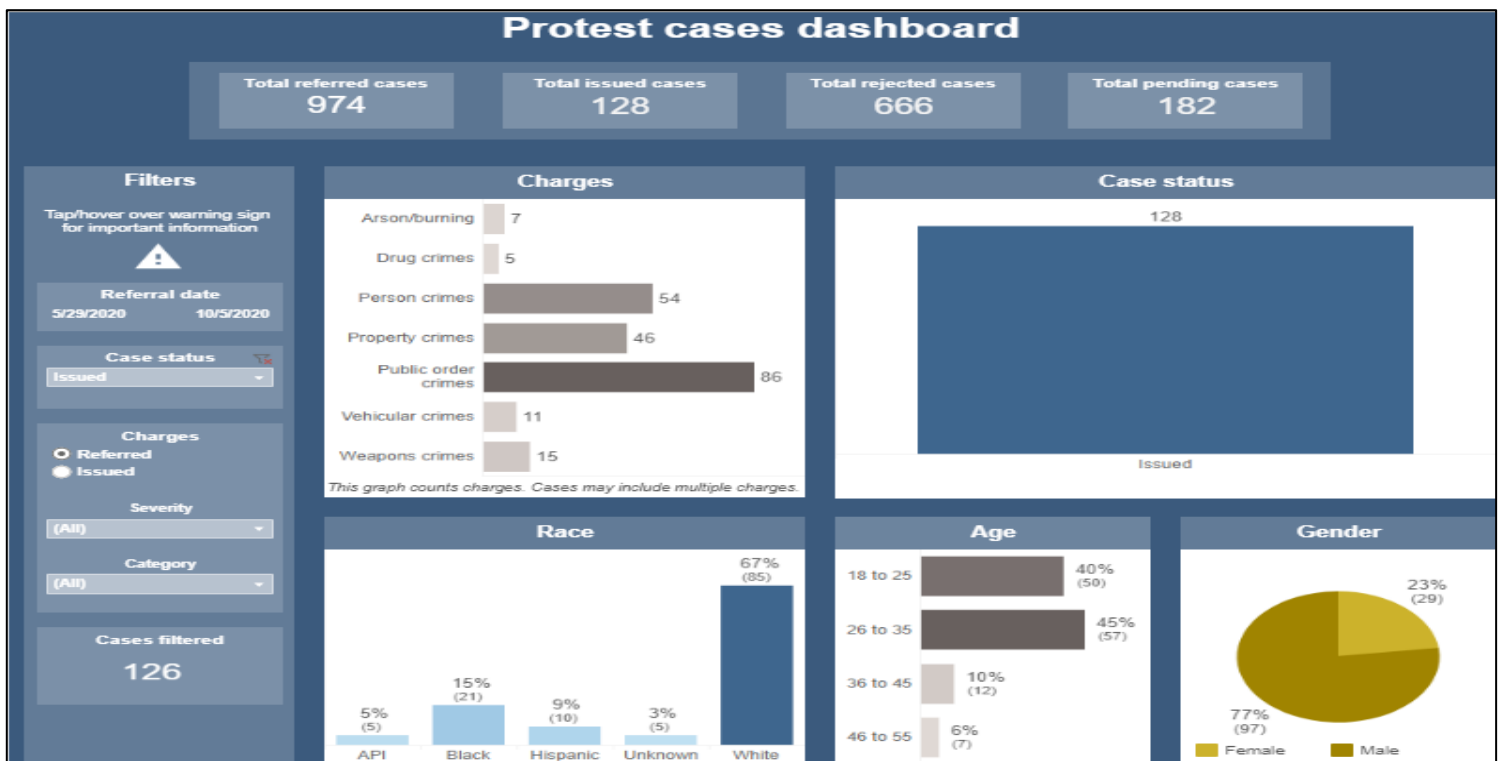 Protest cases dashboard
Total referred cases
974
Total issued cases
128
Total rejected cases
666
Total pending cases
182
Filters
Tap/hover over warning sign
for important information
Referral date
5/29/2020 10/5/2020
Case status
Issued
Charges
Referred
Issued
Severity
(All)
Category
(All)
Cases filtered
126
Charges
Arson/burning 7
Drug crimes 5
Person crimes 54
Property crimes 46
Public order
crimes 86
Vehicular crimes 11
Weapons crimes 15
This graph counts charges. Cases may include multiple charges.
Case status
128
Issued
Race
5%
(5)
API
15%
(21)
Black
9%
(10)
Hispanic
3%
(5)
Unknown
67%
(85)
White
Age
18 to 25 40%
(50)
26 to 35 45%
(57)
36 to 45 10%
(12)
46 to 55 6%
(7)
Gender
23%
(29)
77%
(97)
Female Male